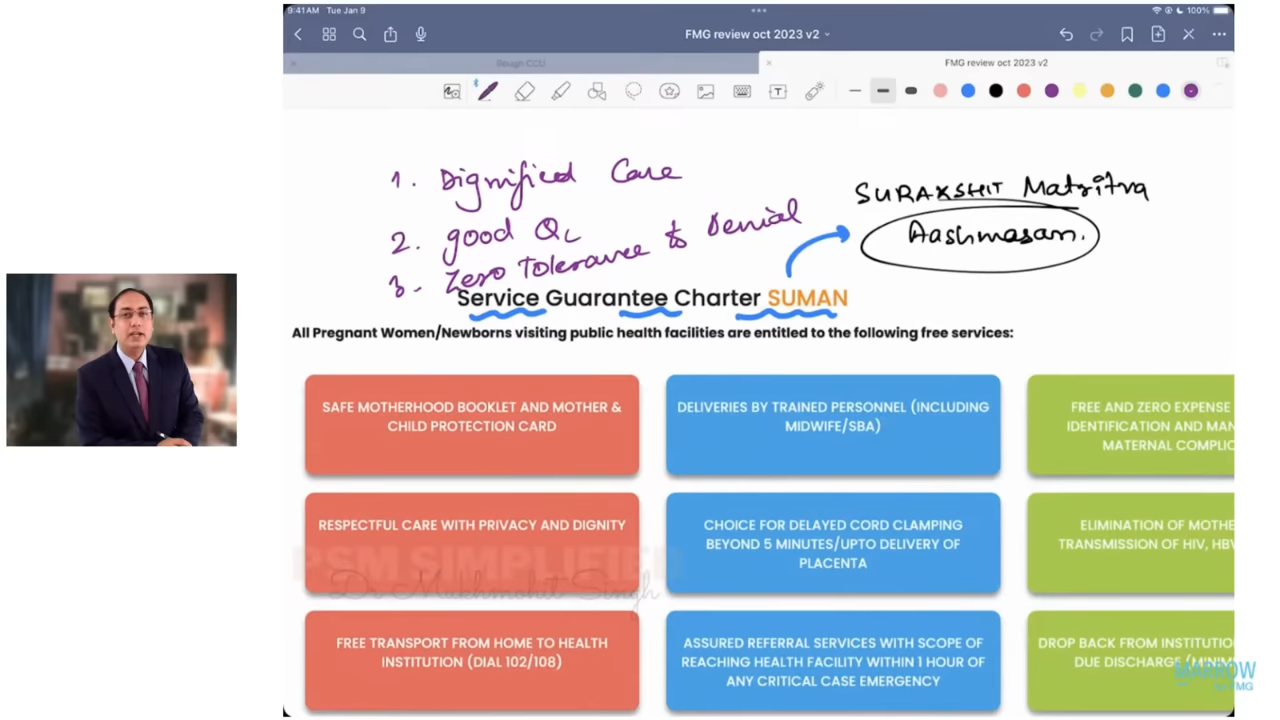 9:41 AM Tue Jan 9
100%
FMG review oct 2023 v2
Rough CCLI
FMG review oct 2023 v2
1. Dignified Care
2. good Qc
3. Zero Tolerance to Denial
SURAKSHIT Matritva
Aashwasan.
Service Guarantee Charter SUMAN
All Pregnant Women/Newborns visiting public health facilities are entitled to the following free services:
SAFE MOTHERHOOD BOOKLET AND MOTHER &
CHILD PROTECTION CARD
DELIVERIES BY TRAINED PERSONNEL (INCLUDING
MIDWIFE/SBA)
FREE AND ZERO EXPENSE
IDENTIFICATION AND MAN
MATERNAL COMPLIC
RESPECTFUL CARE WITH PRIVACY AND DIGNITY
CHOICE FOR DELAYED CORD CLAMPING
BEYOND 5 MINUTES/UPTO DELIVERY OF
PLACENTA
ELIMINATION OF MOTHE
TRANSMISSION OF HIV, HBV
PSM SIMPLIFIED
Dr Mukhmohit Singh
FREE TRANSPORT FROM HOME TO HEALTH
INSTITUTION (DIAL 102/108)
ASSURED REFERRAL SERVICES WITH SCOPE OF
REACHING HEALTH FACILITY WITHIN 1 HOUR OF
ANY CRITICAL CASE EMERGENCY
DROP BACK FROM INSTITUTIO
DUE DISCHARGE
MARROW
FMG